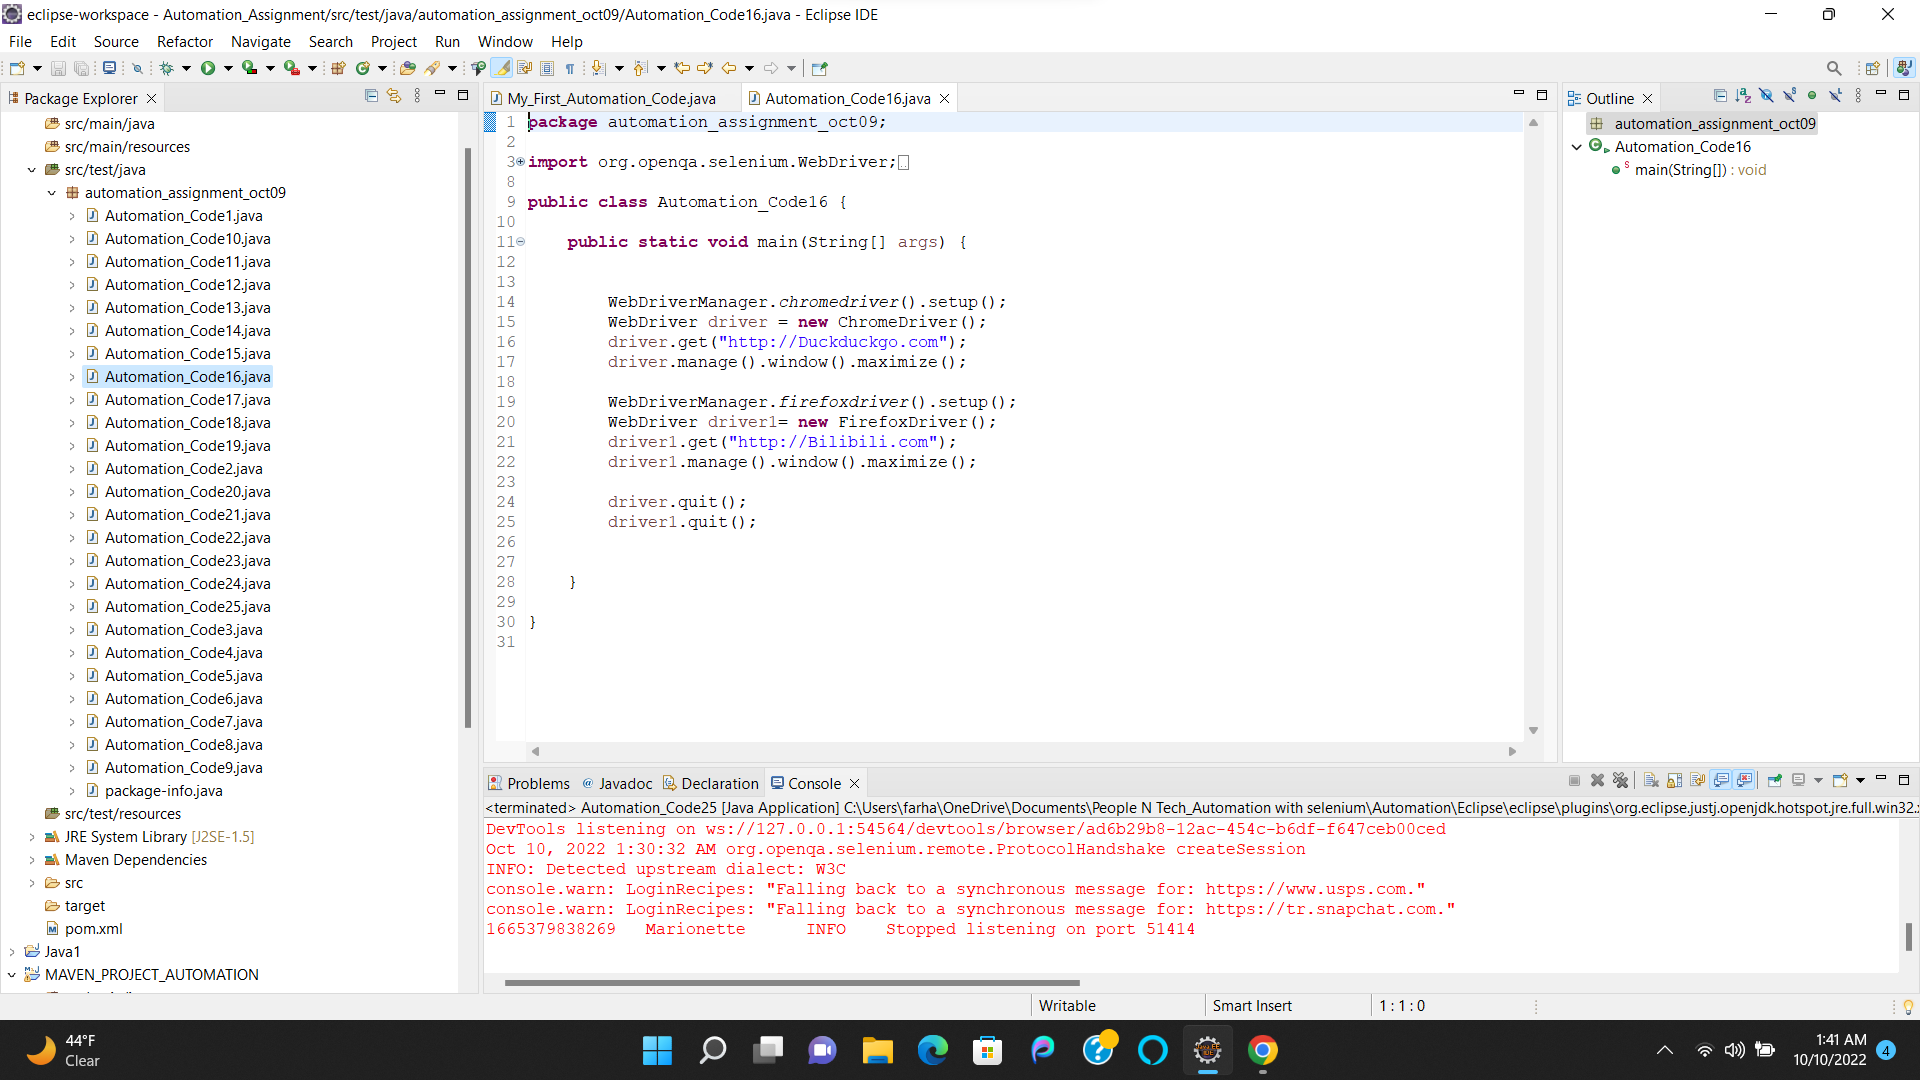 eclipse-workspace - Automation_Assignment/src/test/java/automation_assignment_oct09/Automation_Code16.java - Eclipse IDE
File Edit Source Refactor Navigate Search Project Run Window Help
Package Explorer
src/main/java
src/main/resources
src/test/java
automation_assignment_oct09
Automation_Code1.java
Automation_Code10.java
Automation_Code11.java
Automation_Code12.java
Automation_Code13.java
Automation_Code14.java
Automation_Code15.java
Automation_Code16.java
Automation_Code17.java
Automation_Code18.java
Automation_Code19.java
Automation_Code2.java
Automation_Code20.java
Automation_Code21.java
Automation_Code22.java
Automation_Code23.java
Automation_Code24.java
Automation_Code25.java
Automation_Code3.java
Automation_Code4.java
Automation_Code5.java
Automation_Code6.java
Automation_Code7.java
Automation_Code8.java
Automation_Code9.java
package-info.java
src/test/resources
JRE System Library [J2SE-1.5]
Maven Dependencies
src
target
pom.xml
Java1
MAVEN_PROJECT_AUTOMATION
My_First_Automation_Code.java Automation_Code16.java
1 package automation_assignment_oct09;
2
3 import org.openqa.selenium.WebDriver;
8
9 public class Automation_Code16 {
10
11 public static void main(String[] args) {
12
13
14 WebDriverManager.chromedriver().setup();
15 WebDriver driver = new ChromeDriver();
16 driver.get("http://Duckduckgo.com");
17 driver.manage().window().maximize();
18
19 WebDriverManager.firefoxdriver().setup();
20 WebDriver driver1= new FirefoxDriver();
21 driver1.get("http://Bilibili.com");
22 driver1.manage().window().maximize();
23
24 driver.quit();
25 driver1.quit();
26
27
28 }
29
30 }
31
Outline
automation_assignment_oct09
Automation_Code16
main(String[]) : void
Problems Javadoc Declaration Console
<terminated> Automation_Code25 [Java Application] C:\Users\farha\OneDrive\Documents\People N Tech_Automation with selenium\Automation\Eclipse\eclipse\plugins\org.eclipse.justj.openjdk.hotspot.jre.full.win32.
DevTools listening on ws://127.0.0.1:54564/devtools/browser/ad6b29b8-12ac-454c-b6df-f647ceb00ced
Oct 10, 2022 1:30:32 AM org.openqa.selenium.remote.ProtocolHandshake createSession
INFO: Detected upstream dialect: W3C
console.warn: LoginRecipes: "Falling back to a synchronous message for: https://www.usps.com."
console.warn: LoginRecipes: "Falling back to a synchronous message for: https://tr.snapchat.com."
1665379838269 Marionette INFO Stopped listening on port 51414
Writable Smart Insert 1 : 1 : 0
44°F
Clear
1:41 AM
10/10/2022
4